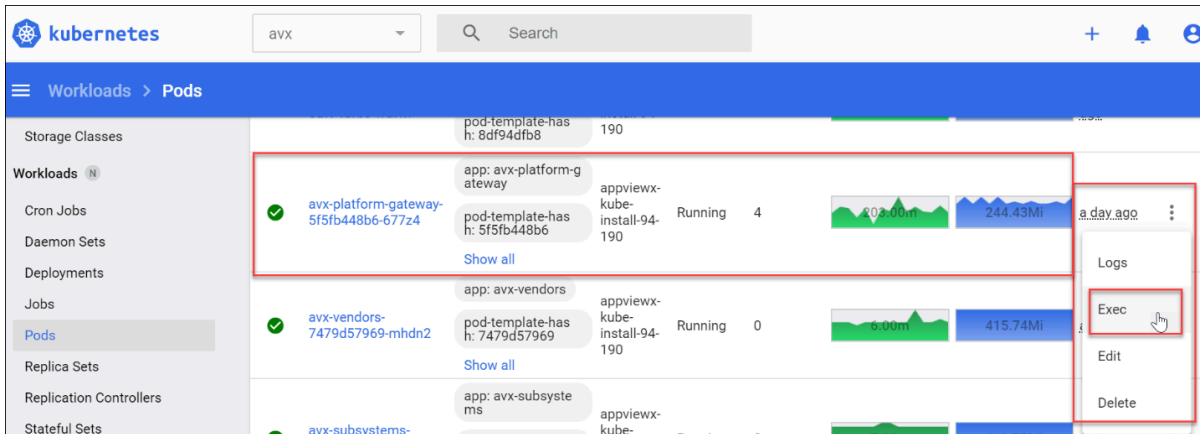 kubernetes
avx
Search
Workloads > Pods
Storage Classes
Workloads N
Cron Jobs
Daemon Sets
Deployments
Jobs
Pods
Replica Sets
Replication Controllers
Stateful Sets
pod-template-has
h: 8df94dfb8
190
avx-platform-gateway-
5f5fb448b6-677z4
app: avx-platform-g
ateway
pod-template-has
h: 5f5fb448b6
Show all
appviewx-
kube-
install-94-
190
Running
4
203.00m
244.43Mi
a day ago
avx-vendors-
7479d57969-mhdn2
app: avx-vendors
pod-template-has
h: 7479d57969
Show all
appviewx-
kube-
install-94-
190
Running
0
6.00m
415.74Mi
avx-subsystems-
app: avx-subsyste
ms
appviewx-
kube-
Logs
Exec
Edit
Delete